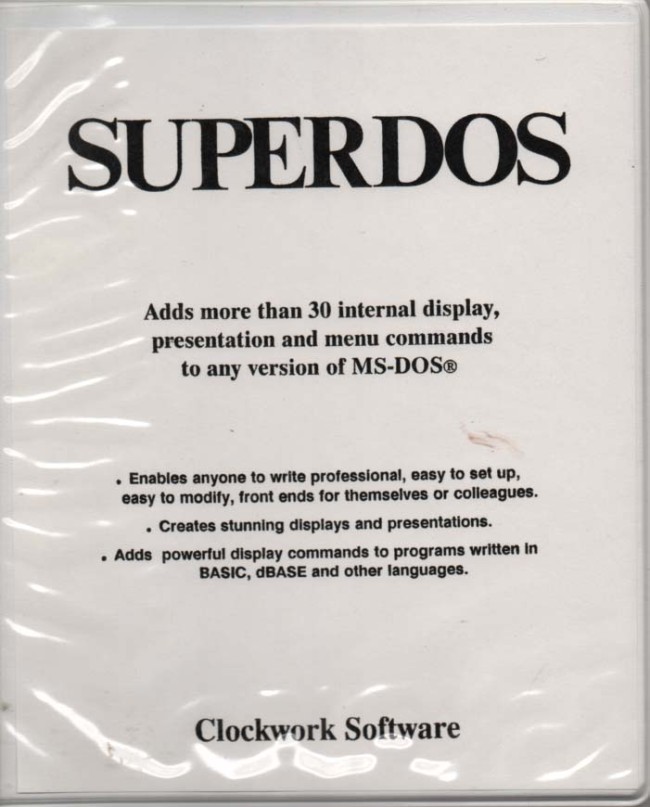 SUPERDOS
Adds more than 30 internal display,
presentation and menu commands
to any version of MS-DOS®
• Enables anyone to write professional, easy to set up,
easy to modify, front ends for themselves or colleagues.
• Creates stunning displays and presentations.
• Adds powerful display commands to programs written in
BASIC, dBASE and other languages.
Clockwork Software